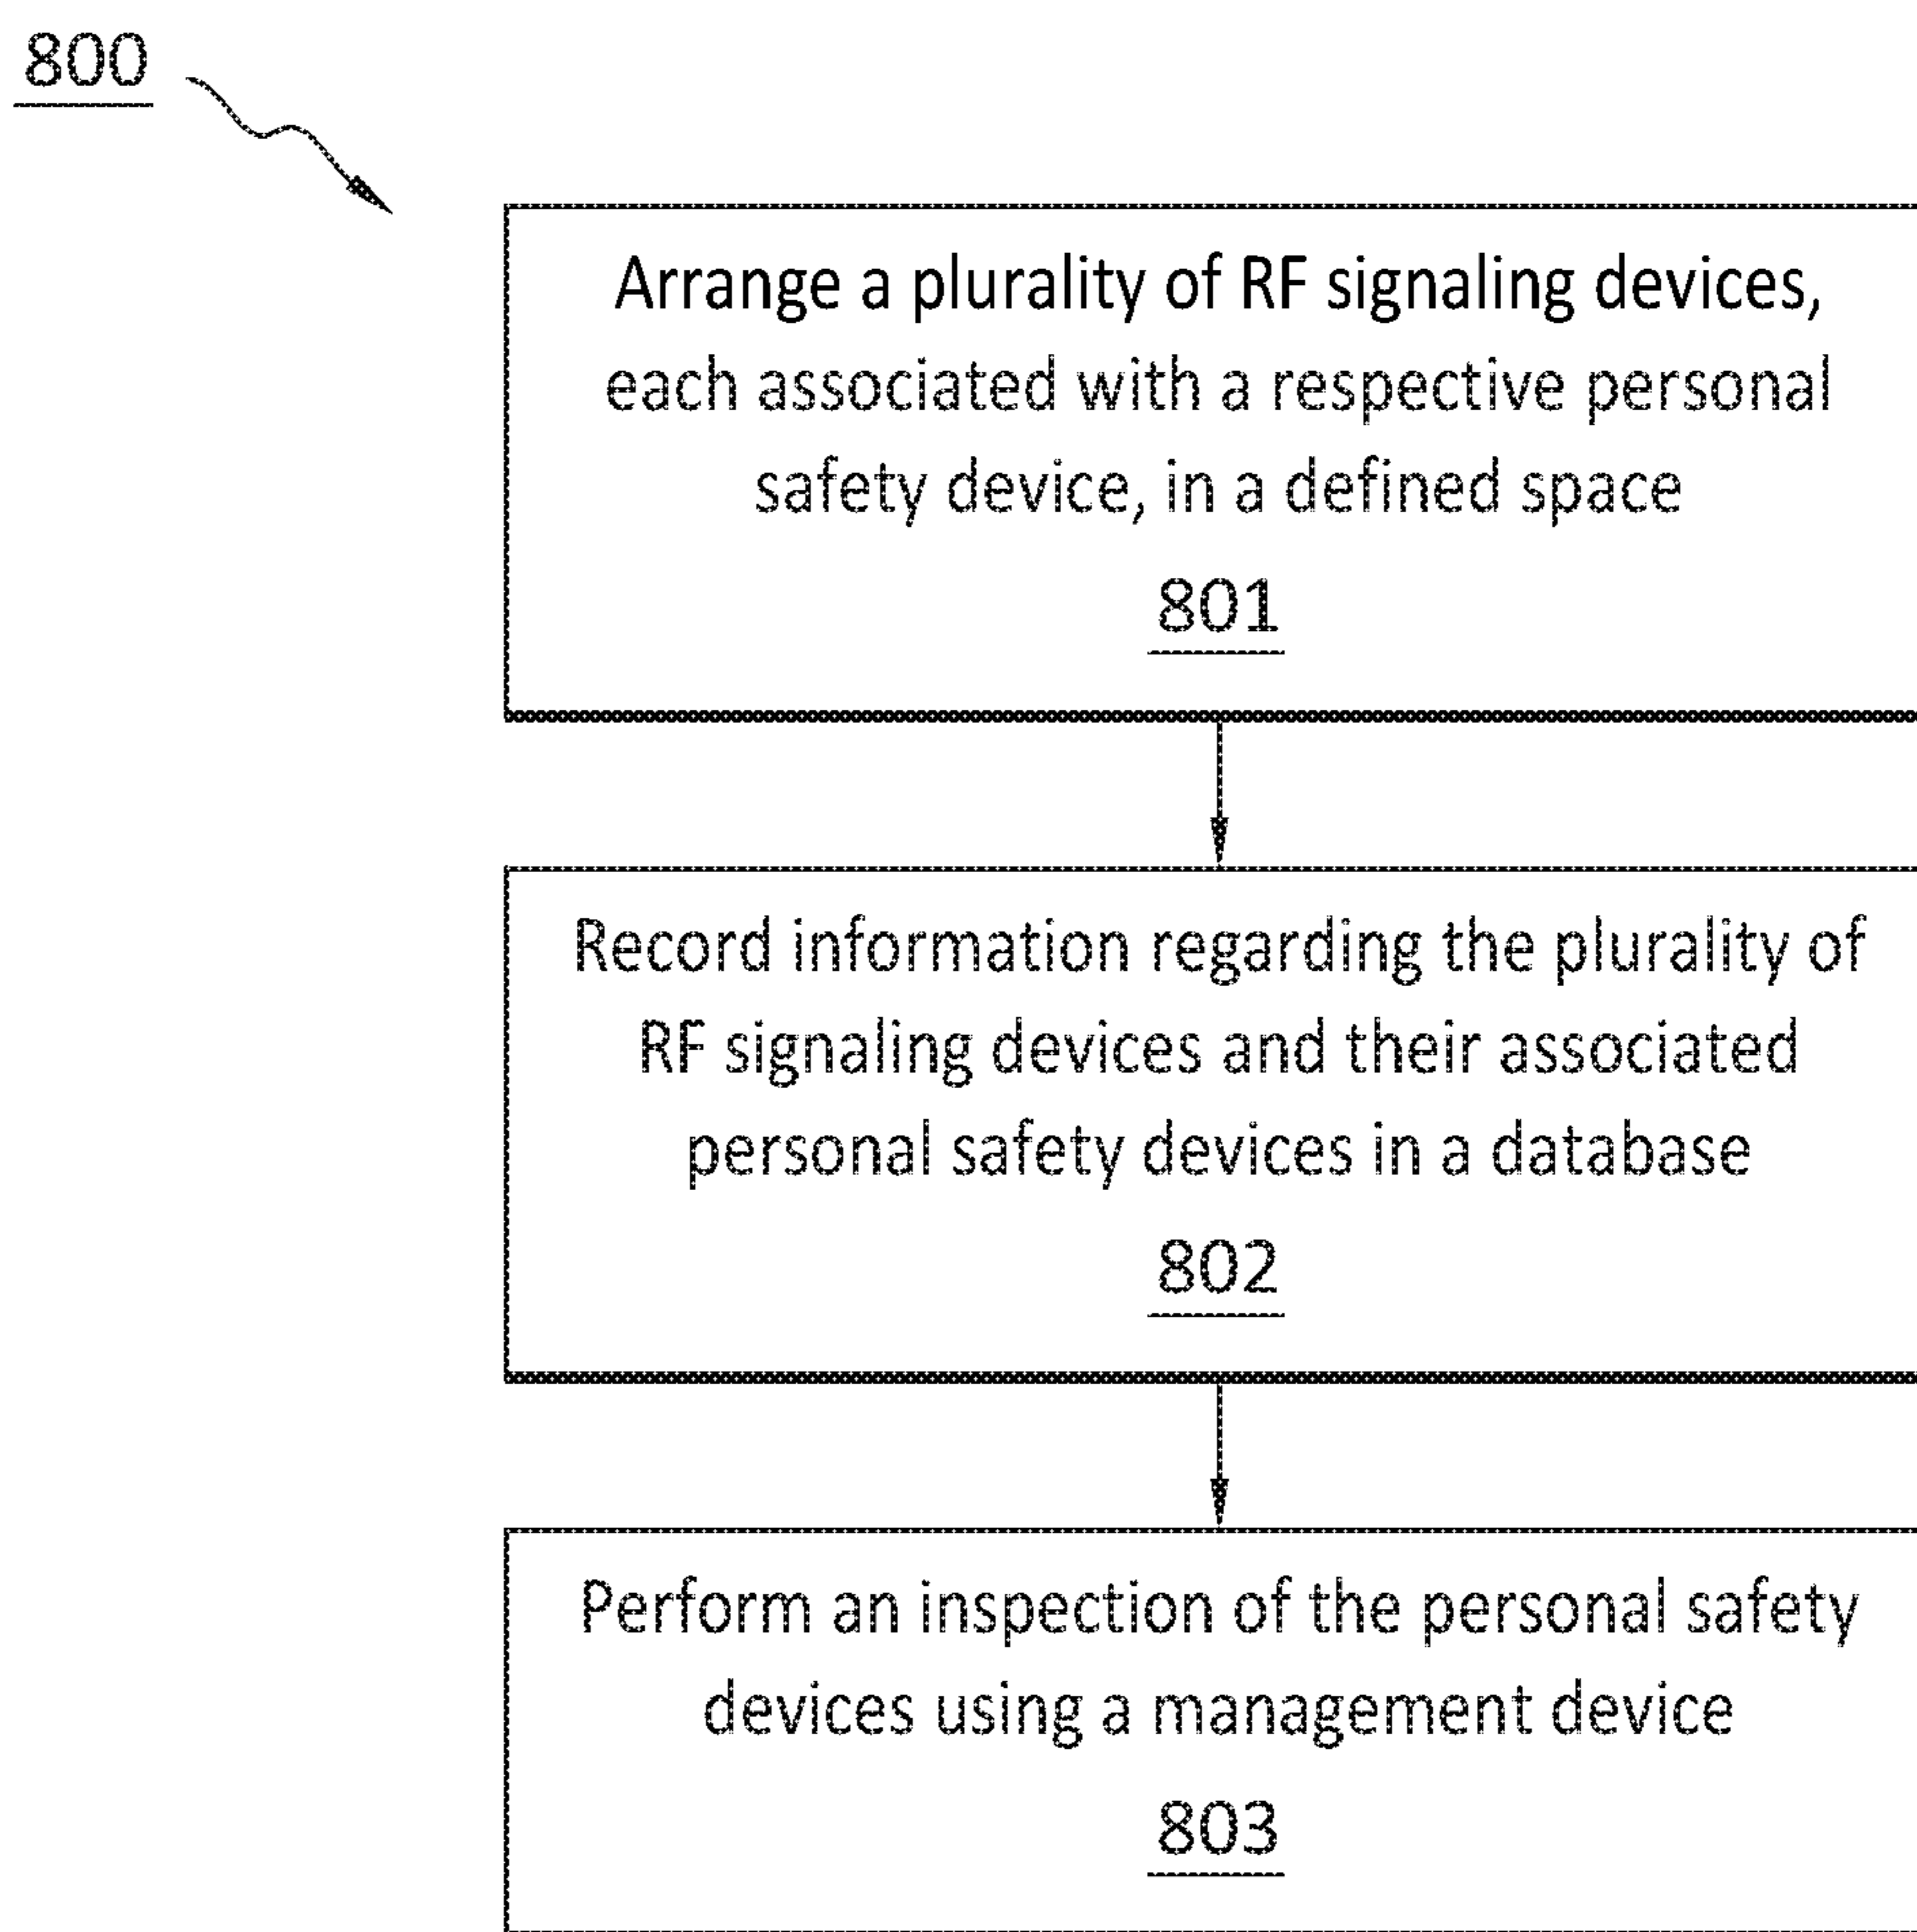 800
Arrange a plurality of RF signaling devices,
each associated with a respective personal
safety device, in a defined space
801
Record information regarding the plurality of
RF signaling devices and their associated
personal safety devices in a database
802
Perform an inspection of the personal safety
devices using a management device
803